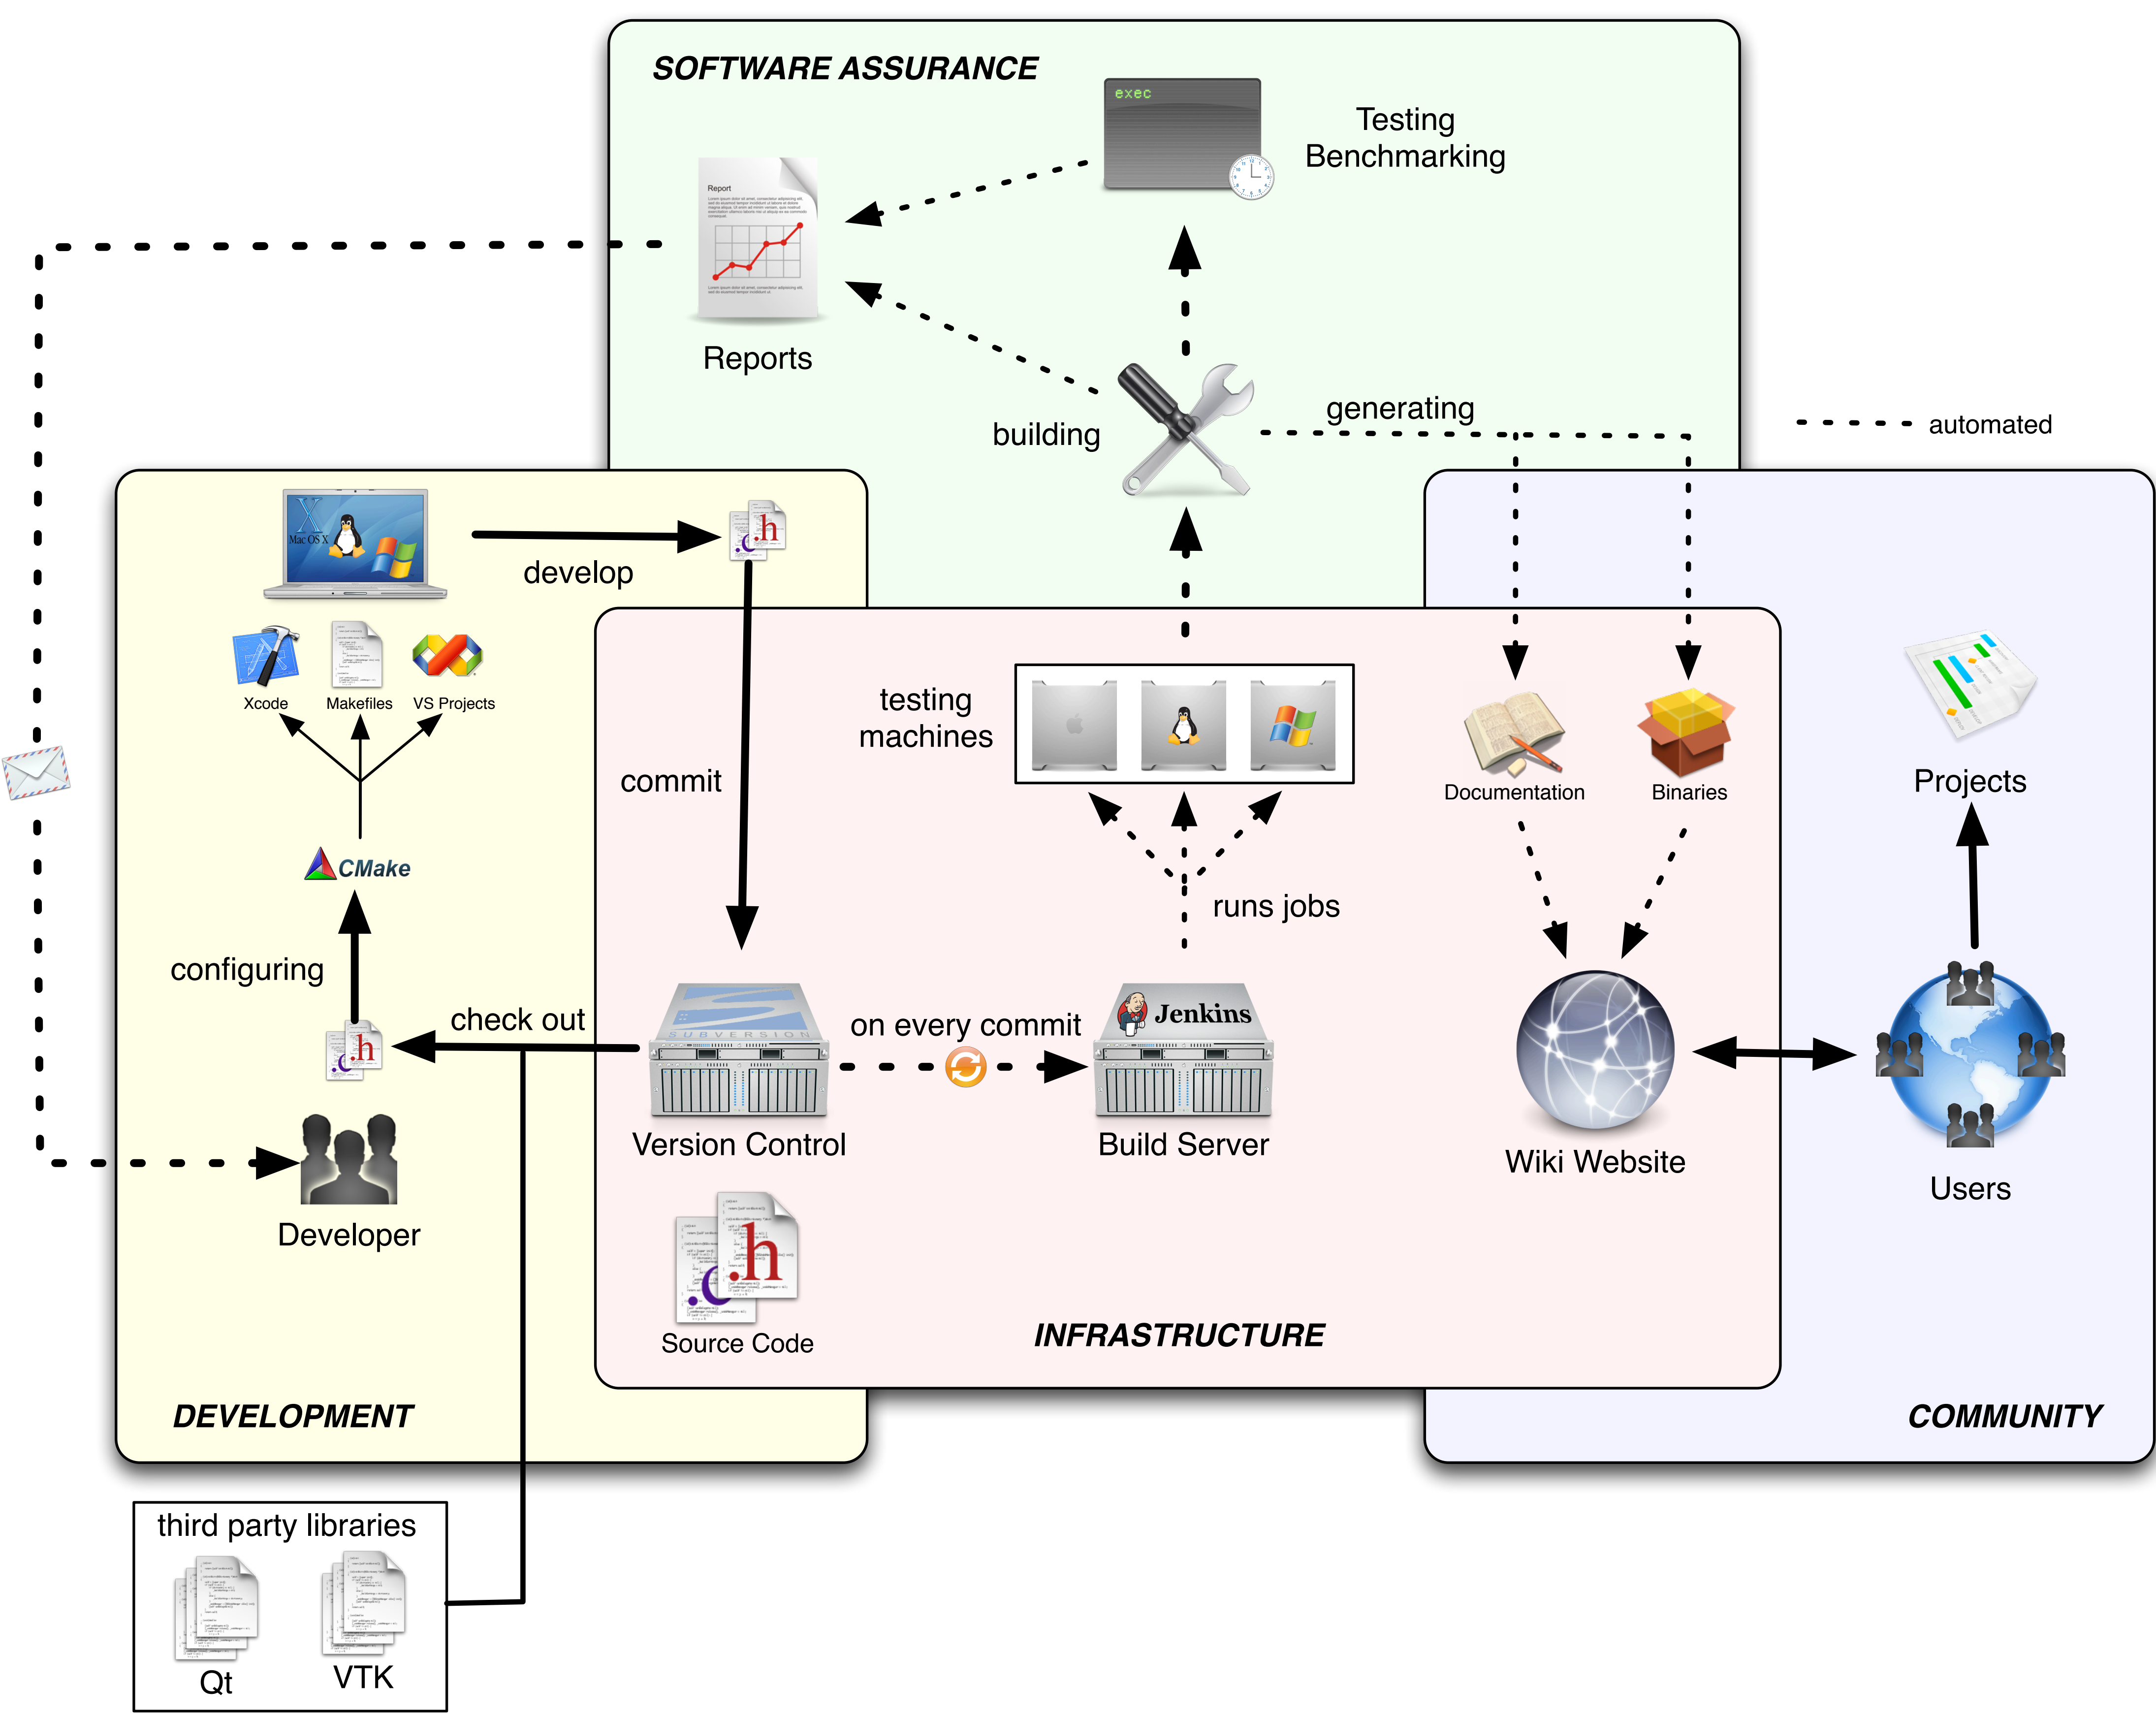 SOFTWARE ASSURANCE
exec
Testing
Benchmarking
Report
Reports
building
generating
automated
Mac OS X
develop
.c
.h
Xcode
Makefiles
VS Projects
testing
machines
commit
Documentation
Binaries
Projects
CMake
runs jobs
configuring
check out
.c
.h
SUBVERSION
on every commit
Jenkins
Version Control
Build Server
Wiki Website
Users
Developer
.c
.h
Source Code
INFRASTRUCTURE
DEVELOPMENT
COMMUNITY
third party libraries
Qt
VTK